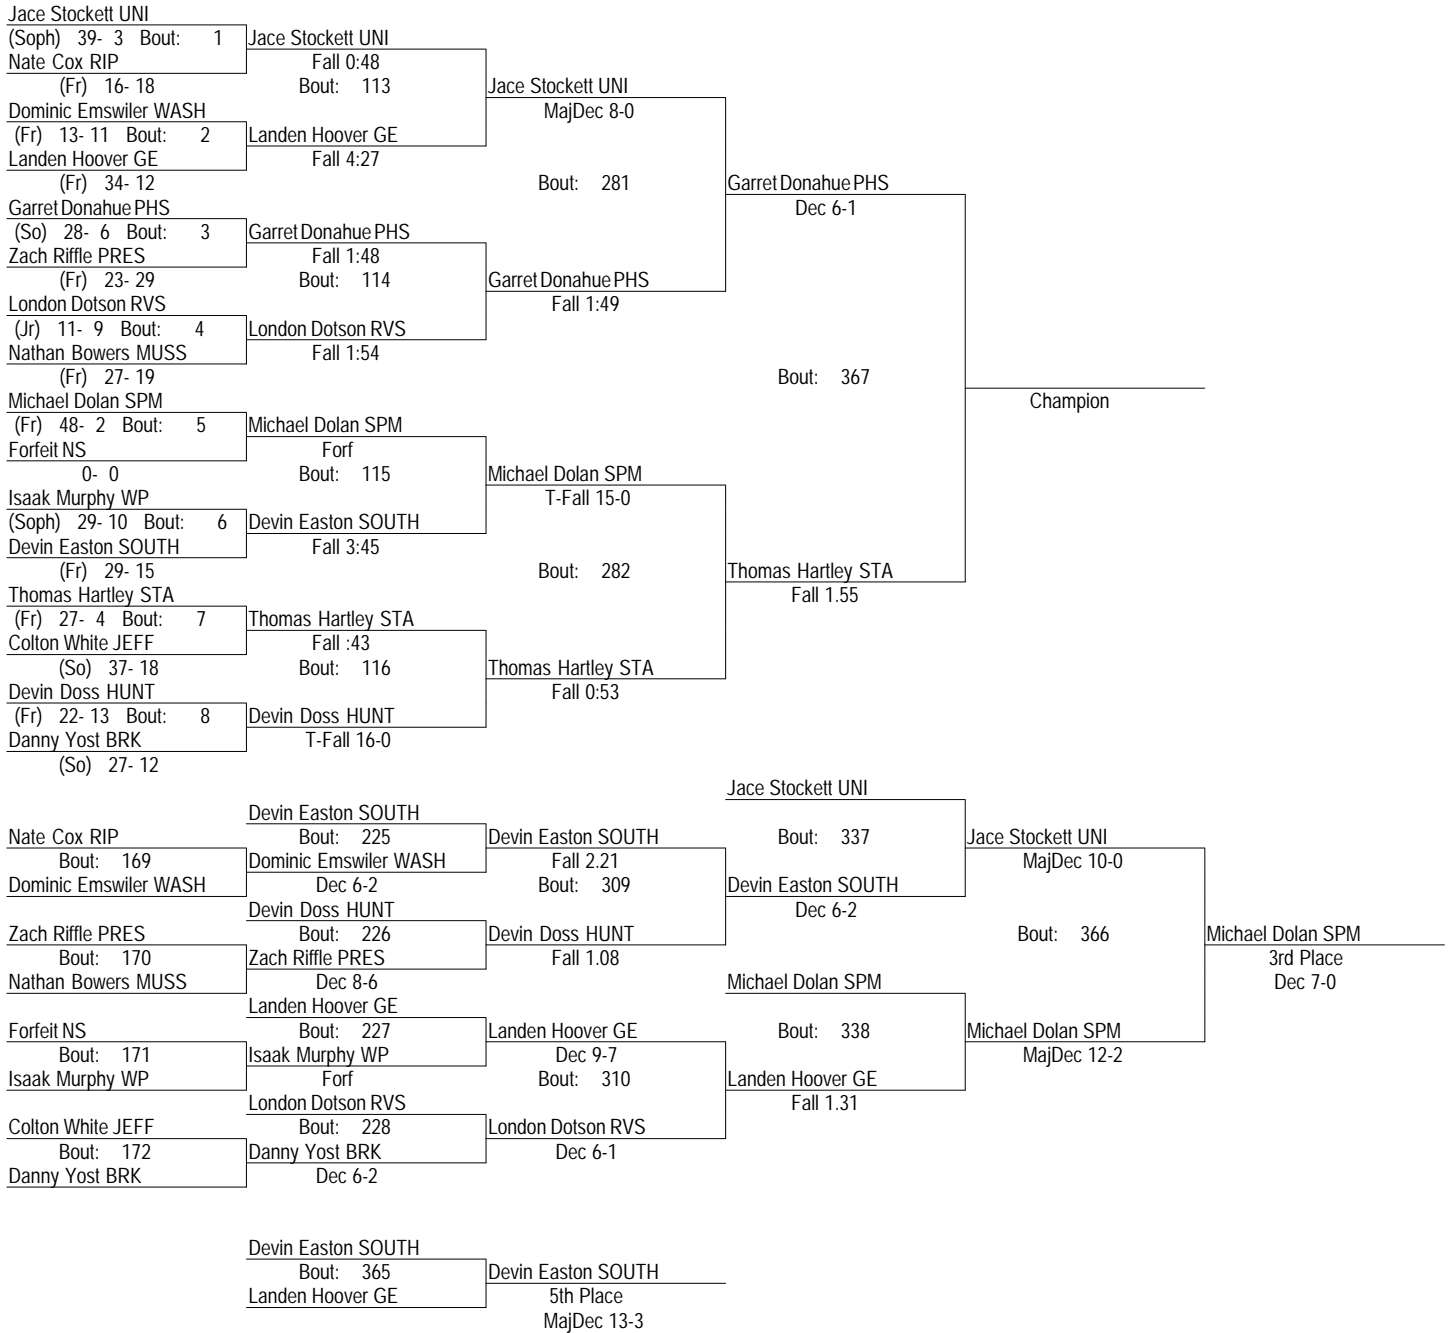 Jace Stockett UNI
(Soph) 39- 3 Bout: 1 Jace Stockett UNI
Nate Cox RIP Fall 0:48
(Fr) 16- 18 Bout: 113 Jace Stockett UNI
Dominic Emswiler WASH MajDec 8-0
(Fr) 13- 11 Bout: 2 Landen Hoover GE
Landen Hoover GE Fall 4:27
(Fr) 34- 12 Bout: 281 Garret Donahue PHS
Garret Donahue PHS Dec 6-1
(So) 28- 6 Bout: 3 Garret Donahue PHS
Zach Riffle PRES Fall 1:48
(Fr) 23- 29 Bout: 114 Garret Donahue PHS
London Dotson RVS Fall 1:49
(Jr) 11- 9 Bout: 4 London Dotson RVS
Nathan Bowers MUSS Fall 1:54
(Fr) 27- 19 Bout: 367
Michael Dolan SPM Champion
(Fr) 48- 2 Bout: 5 Michael Dolan SPM
Forfeit NS Forf
0- 0 Bout: 115 Michael Dolan SPM
Isaak Murphy WP T-Fall 15-0
(Soph) 29- 10 Bout: 6 Devin Easton SOUTH
Devin Easton SOUTH Fall 3:45
(Fr) 29- 15 Bout: 282 Thomas Hartley STA
Thomas Hartley STA Fall 1.55
(Fr) 27- 4 Bout: 7 Thomas Hartley STA
Colton White JEFF Fall :43
(So) 37- 18 Bout: 116 Thomas Hartley STA
Devin Doss HUNT Fall 0:53
(Fr) 22- 13 Bout: 8 Devin Doss HUNT
Danny Yost BRK T-Fall 16-0
(So) 27- 12
Jace Stockett UNI
Devin Easton SOUTH
Nate Cox RIP Bout: 225 Devin Easton SOUTH Bout: 337 Jace Stockett UNI
Bout: 169 Dominic Emswiler WASH Fall 2.21 MajDec 10-0
Dominic Emswiler WASH Dec 6-2 Bout: 309 Devin Easton SOUTH
Devin Doss HUNT Dec 6-2
Zach Riffle PRES Bout: 226 Devin Doss HUNT Bout: 366 Michael Dolan SPM
Bout: 170 Zach Riffle PRES Fall 1.08 3rd Place
Nathan Bowers MUSS Dec 8-6 Michael Dolan SPM Dec 7-0
Landen Hoover GE
Forfeit NS Bout: 227 Landen Hoover GE Bout: 338 Michael Dolan SPM
Bout: 171 Isaak Murphy WP Dec 9-7 MajDec 12-2
Isaak Murphy WP Forf Bout: 310 Landen Hoover GE
London Dotson RVS Fall 1.31
Colton White JEFF Bout: 228 London Dotson RVS
Bout: 172 Danny Yost BRK Dec 6-1
Danny Yost BRK Dec 6-2
Devin Easton SOUTH
Bout: 365 Devin Easton SOUTH
Landen Hoover GE 5th Place
MajDec 13-3